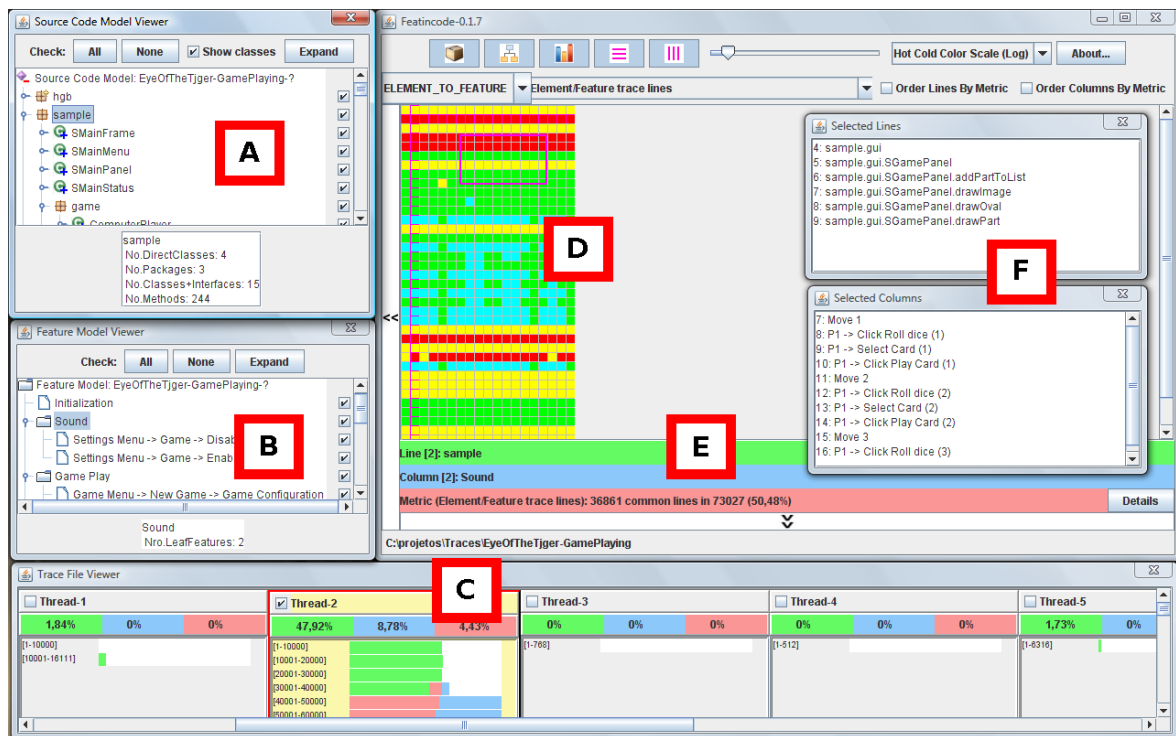 Source Code Model Viewer
Check: All None Show classes Expand
Source Code Model: EyeOfTheTjger-GamePlaying-?
hgb
sample
SMainFrame
SMainMenu
SMainPanel
SMainStatus
game
ComputerPlayer
A
sample
No.DirectClasses: 4
No.Packages: 3
No.Classes+Interfaces: 15
No.Methods: 244
Feature Model Viewer
Check: All None Expand
Feature Model: EyeOfTheTjger-GamePlaying-?
Initialization
Sound
Settings Menu -> Game -> Disab
Settings Menu -> Game -> Enab
Game Play
Game Menu -> New Game -> Game Configuration
B
Sound
Nro.LeafFeatures: 2
Featincode-0.1.7
Hot Cold Color Scale (Log) About...
ELEMENT_TO_FEATURE Element/Feature trace lines Order Lines By Metric Order Columns By Metric
<<
D
Selected Lines
4: sample.gui
5: sample.gui.SGamePanel
6: sample.gui.SGamePanel.addPartToList
7: sample.gui.SGamePanel.drawImage
8: sample.gui.SGamePanel.drawOval
9: sample.gui.SGamePanel.drawPart
F
Selected Columns
7: Move 1
8: P1 -> Click Roll dice (1)
9: P1 -> Select Card (1)
10: P1 -> Click Play Card (1)
11: Move 2
12: P1 -> Click Roll dice (2)
13: P1 -> Select Card (2)
14: P1 -> Click Play Card (2)
15: Move 3
16: P1 -> Click Roll dice (3)
E
Line [2]: sample
Column [2]: Sound
Metric (Element/Feature trace lines): 36861 common lines in 73027 (50,48%) Details
C:\projetos\Traces\EyeOfTheTjger-GamePlaying
Trace File Viewer
C
Thread-1
1,84% 0% 0%
[1-10000]
[10001-16111]
Thread-2
47,92% 8,78% 4,43%
[1-10000]
[10001-20000]
[20001-30000]
[30001-40000]
[40001-50000]
[50001-60000]
Thread-3
0% 0% 0%
[1-768]
Thread-4
0% 0% 0%
[1-512]
Thread-5
1,73% 0%
[1-6316]